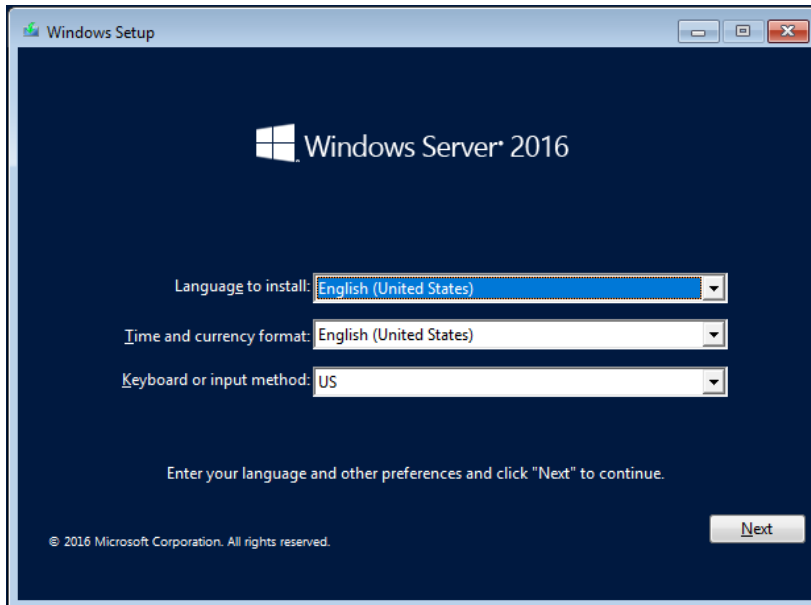 Windows Setup
Windows Server® 2016
Language to install: English (United States)
Time and currency format: English (United States)
Keyboard or input method: US
Enter your language and other preferences and click "Next" to continue.
Next
© 2016 Microsoft Corporation. All rights reserved.